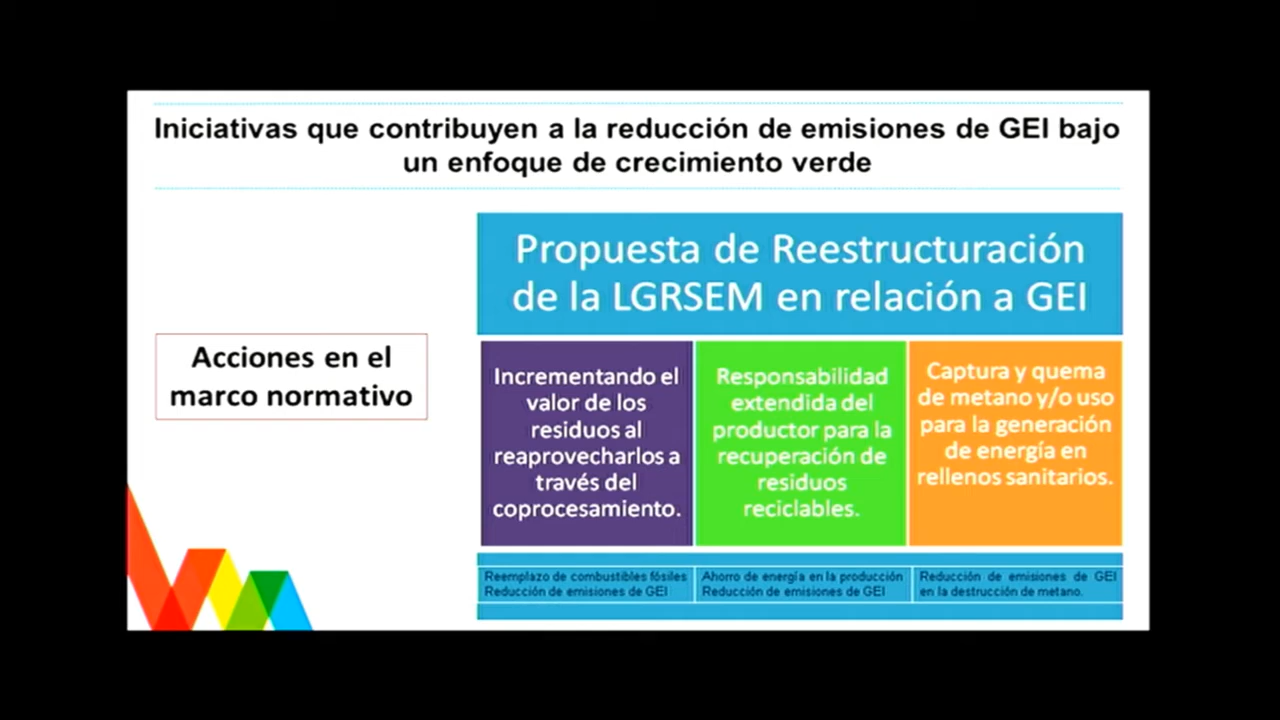 Iniciativas que contribuyen a la reducción de emisiones de GEI bajo
un enfoque de crecimiento verde
Propuesta de Reestructuración
de la LGRSEM en relación a GEI
Acciones en el
marco normativo
Incrementando el
valor de los
residuos al
reaprovecharlos a
través del
coprocesamiento.
Responsabilidad
extendida del
productor para la
recuperación de
residuos
reciclables.
Captura y quema
de metano y/o uso
para la generación
de energía en
rellenos sanitarios.
Reemplazo de combustibles fósiles
Reducción de emisiones de GEI
Ahorro de energía en la producción
Reducción de emisiones de GEI
Reducción de emisiones de GEI
en la destrucción de metano.